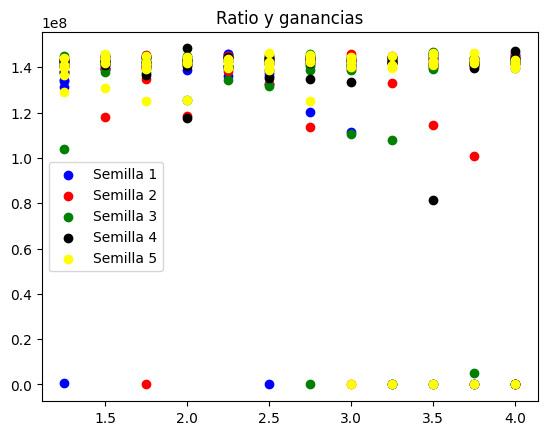 Ratio y ganancias
1e8
1.4
1.2
1.0
0.8
0.6
0.4
0.2
0.0
Semilla 1
Semilla 2
Semilla 3
Semilla 4
Semilla 5
1.5 2.0 2.5 3.0 3.5 4.0